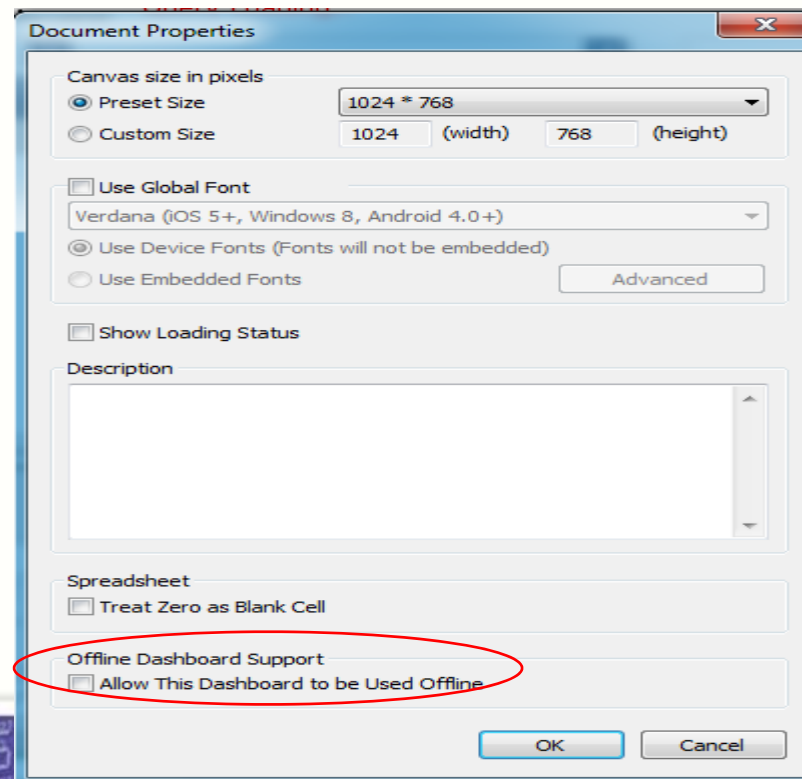 Document Properties
Canvas size in pixels
Preset Size 1024 * 768
Custom Size 1024 (width) 768 (height)
Use Global Font
Verdana (iOS 5+, Windows 8, Android 4.0+)
Use Device Fonts (Fonts will not be embedded)
Use Embedded Fonts Advanced
Show Loading Status
Description
Spreadsheet
Treat Zero as Blank Cell
Offline Dashboard Support
Allow This Dashboard to be Used Offline
OK Cancel